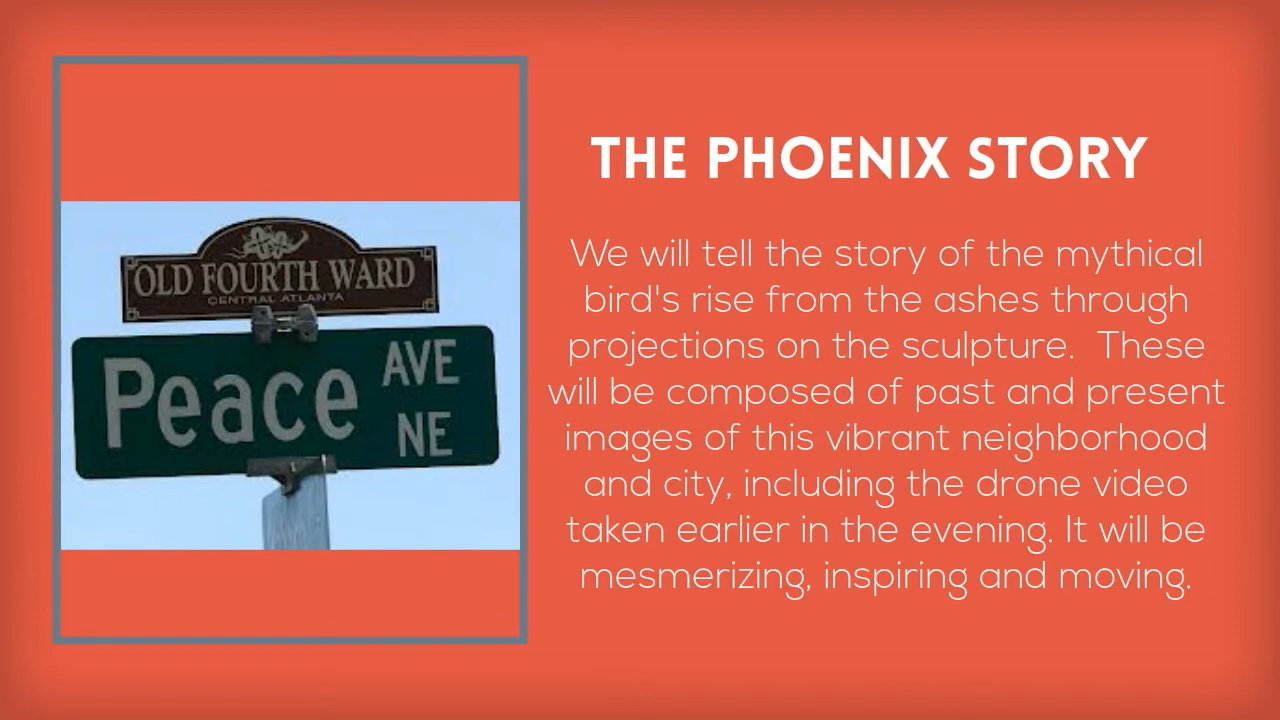 OLD FOURTH WARD
CENTRAL ATLANTA
Peace AVE NE
THE PHOENIX STORY
We will tell the story of the mythical
bird's rise from the ashes through
projections on the sculpture.  These
will be composed of past and present
images of this vibrant neighborhood
and city, including the drone video
taken earlier in the evening. It will be
mesmerizing, inspiring and moving.